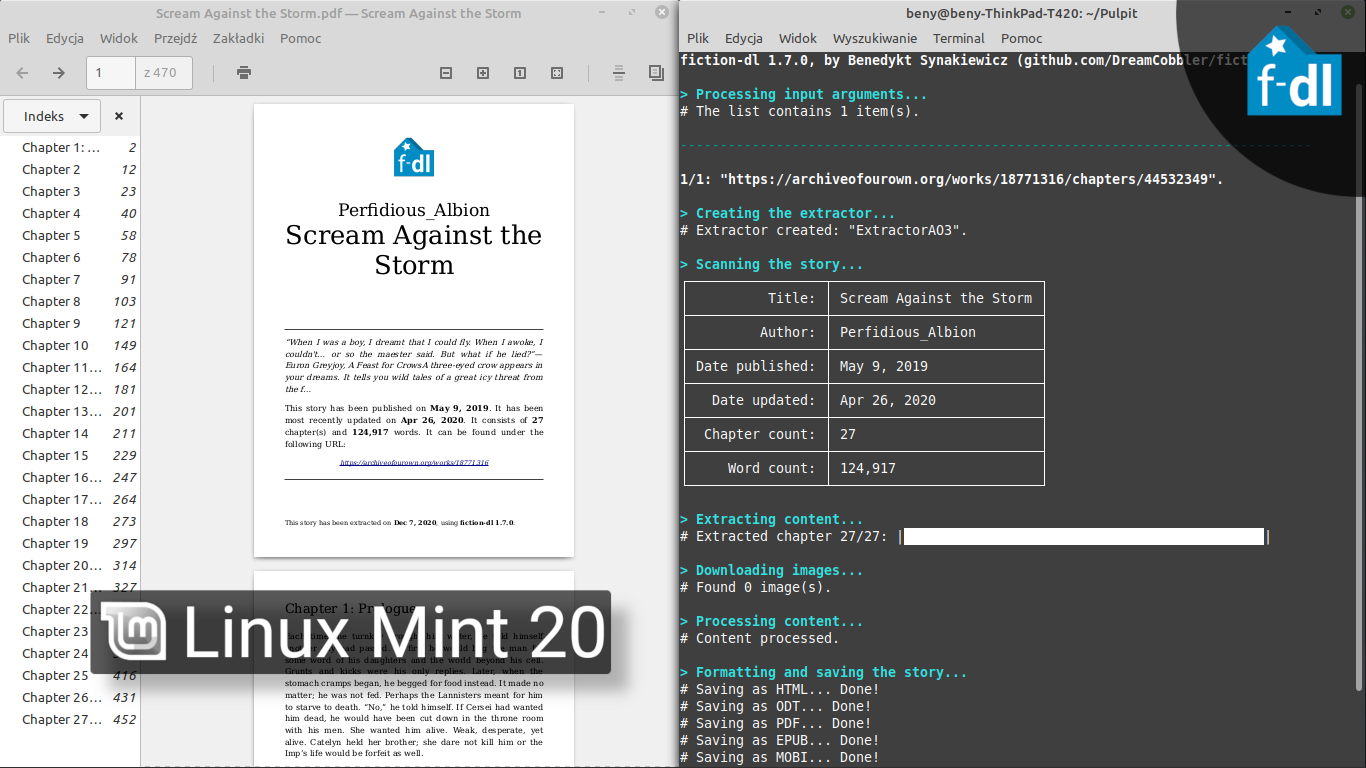 Scream Against the Storm.pdf — Scream Against the Storm
Plik Edycja Widok Przejdź Zakładki Pomoc
1 z 470
Indeks
Chapter 1: ... 2
Chapter 2 12
Chapter 3 23
Chapter 4 40
Chapter 5 58
Chapter 6 78
Chapter 7 91
Chapter 8 103
Chapter 9 121
Chapter 10 149
Chapter 11... 164
Chapter 12... 181
Chapter 13... 201
Chapter 14 211
Chapter 15 229
Chapter 16... 247
Chapter 17... 264
Chapter 18 273
Chapter 19 297
Chapter 20... 314
Chapter 21... 327
Chapter 22...
Chapter 23
Chapter 24
Chapter 25 416
Chapter 26... 431
Chapter 27... 452
f-dl
Perfidious_Albion
Scream Against the
Storm
"When I was a boy, I dreamt that I could fly. When I awoke, I
couldn't... or so the maester said. But what if he lied?"—
Euron Greyjoy, A Feast for CrowsA three-eyed crow appears in
your dreams. It tells you wild tales of a great icy threat from
the f...
This story has been published on May 9, 2019. It has been
most recently updated on Apr 26, 2020. It consists of 27
chapter(s) and 124,917 words. It can be found under the
following URL:
https://archiveofourown.org/works/18771316
This story has been extracted on Dec 7, 2020, using fiction-dl 1.7.0.
Chapter 1: Prologue
Linux Mint 20
some word of his daughters and the world beyond his cell.
Grunts and kicks were his only replies. Later, when the
stomach cramps began, he begged for food instead. It made no
matter; he was not fed. Perhaps the Lannisters meant for him
to starve to death. "No," he told himself. If Cersei had wanted
him dead, he would have been cut down in the throne room
with his men. She wanted him alive. Weak, desperate, yet
alive. Catelyn held her brother; she dare not kill him or the
Imp's life would be forfeit as well.
beny@beny-ThinkPad-T420: ~/Pulpit
Plik Edycja Widok Wyszukiwanie Terminal Pomoc
fiction-dl 1.7.0, by Benedykt Synakiewicz (github.com/DreamCobbler/fict
f-dl
> Processing input arguments...
# The list contains 1 item(s).
1/1: "https://archiveofourown.org/works/18771316/chapters/44532349".
> Creating the extractor...
# Extractor created: "ExtractorAO3".
> Scanning the story...
Title: Scream Against the Storm
Author: Perfidious_Albion
Date published: May 9, 2019
Date updated: Apr 26, 2020
Chapter count: 27
Word count: 124,917
> Extracting content...
# Extracted chapter 27/27: | |
> Downloading images...
# Found 0 image(s).
> Processing content...
# Content processed.
> Formatting and saving the story...
# Saving as HTML... Done!
# Saving as ODT... Done!
# Saving as PDF... Done!
# Saving as EPUB... Done!
# Saving as MOBI... Done!